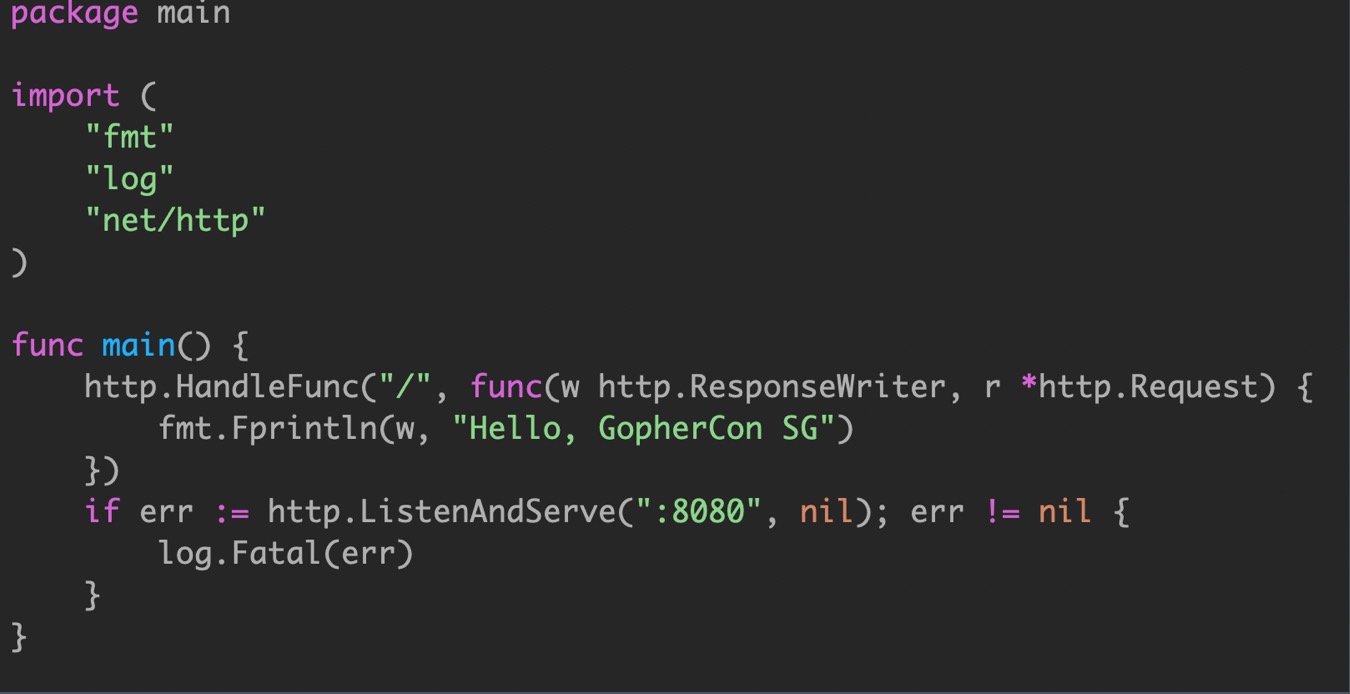 package main
import (
"fmt"
"log"
"net/http"
)
func main() {
http.HandleFunc("/", func(w http.ResponseWriter, r *http.Request) {
fmt.Fprintln(w, "Hello, GopherCon SG")
})
if err := http.ListenAndServe(":8080", nil); err != nil {
log.Fatal(err)
}
}